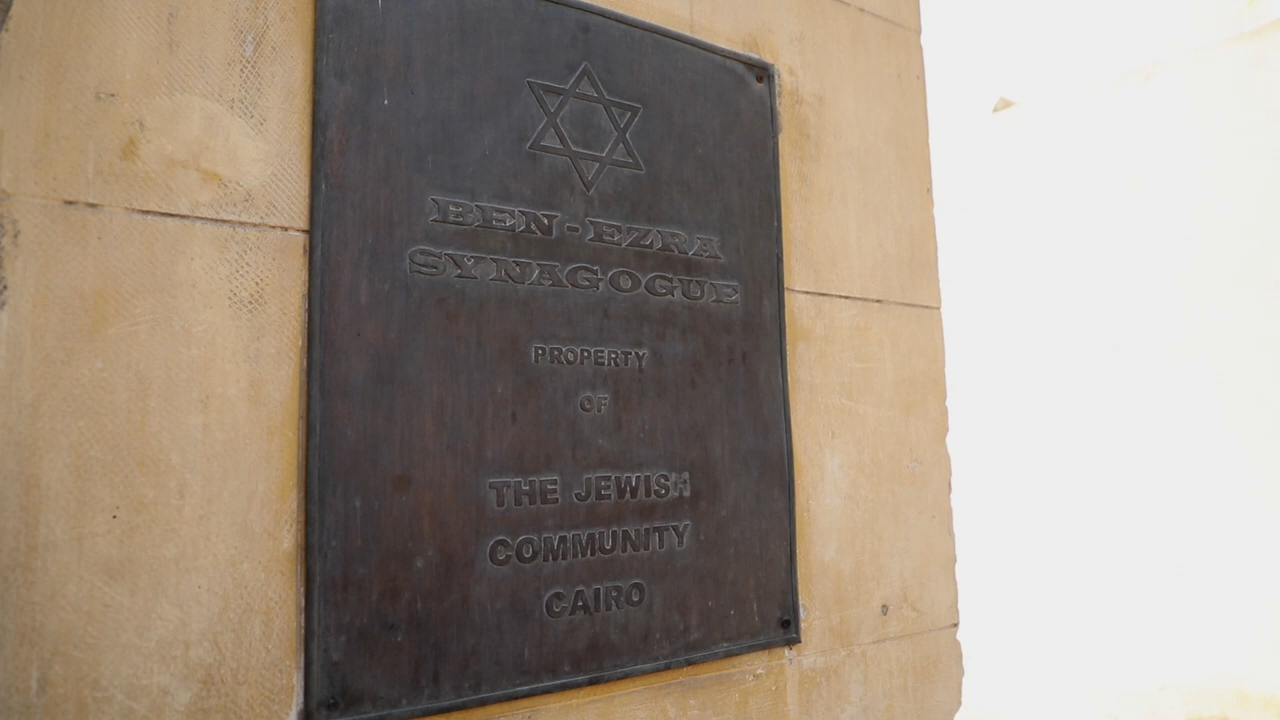 BEN-EZRA
SYNAGOGUE
PROPERTY
OF
THE JEWISH
COMMUNITY
CAIRO